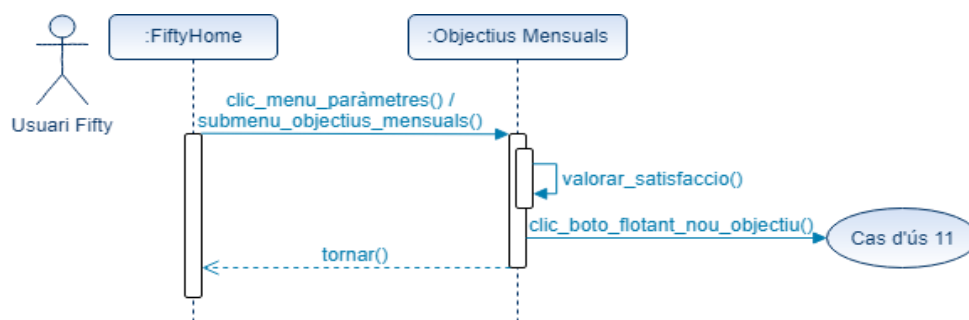 :FiftyHome
:Objectius Mensuals
Usuari Fifty
clic_menu_paràmetres() /
submenu_objectius_mensuals()
valorar_satisfaccio()
clic_boto_flotant_nou_objectiu()
Cas d'ús 11
tornar()